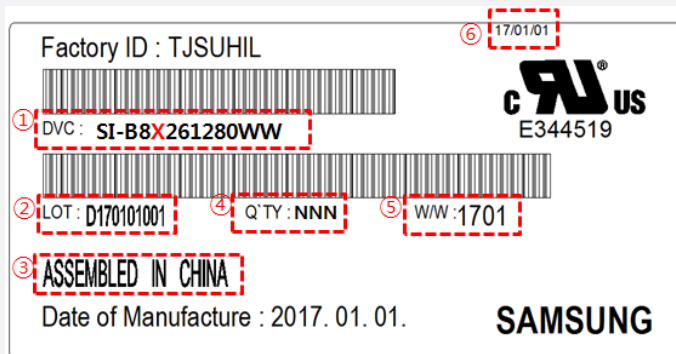 ⑥ 17/01/01
Factory ID : TJSUHIL
① DVC : SI-B8X261280WW
c RU ® US
E344519
② LOT : D170101001 ④ Q`TY : NNN ⑤ W/W :1701
③ ASSEMBLED IN CHINA
Date of Manufacture : 2017. 01. 01.
SAMSUNG